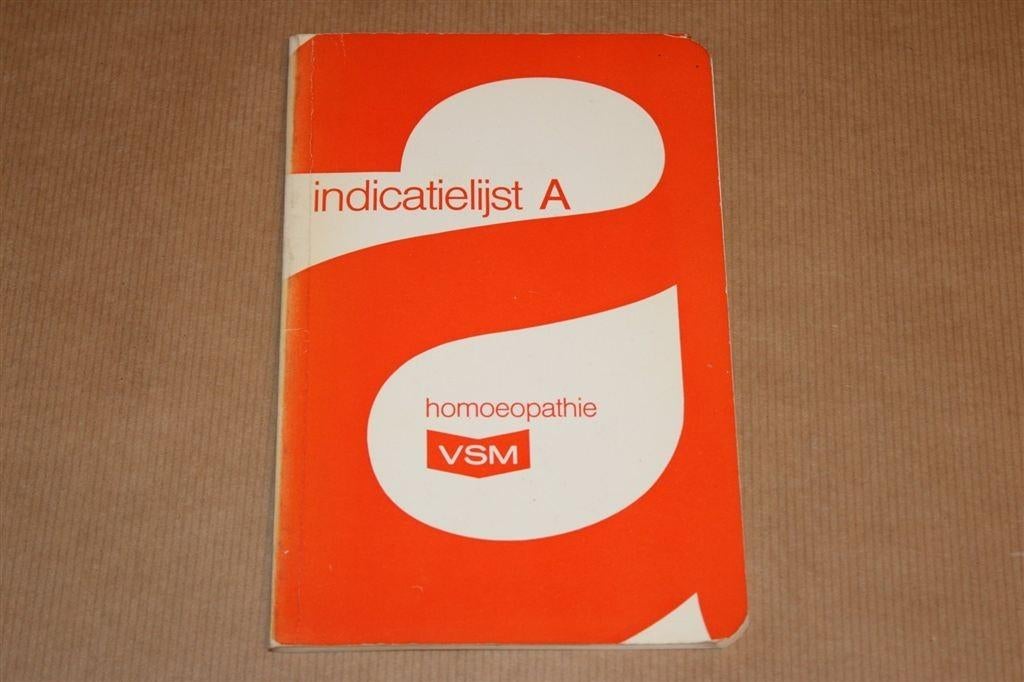 indicatielijst A
homoeopathie
VSM